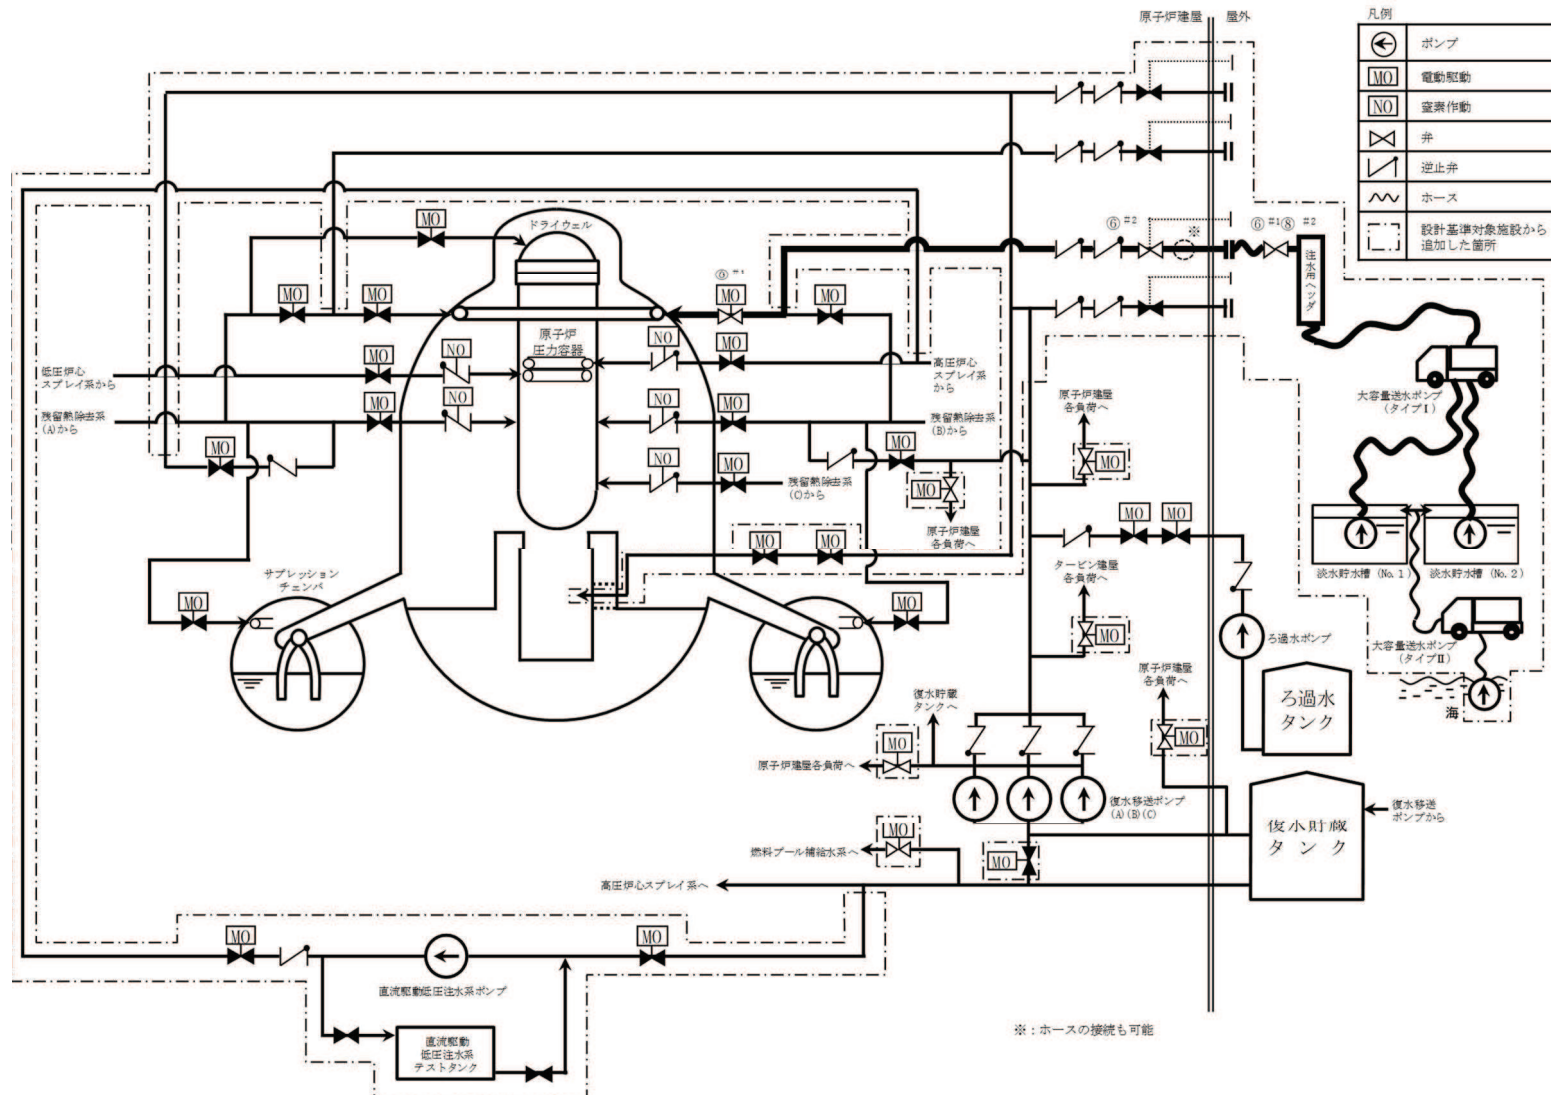 原子炉建屋
屋外
凡例
ポンプ
MO
電動駆動
NO
窒素作動
弁
逆止弁
ホース
設計基準対象施設から
追加した箇所
MO
ドライウェル
⑥#2
※
⑥#1⑧#2
注水用ヘッダ
⑥#1
MO
MO
MO
MO
原子炉
圧力容器
NO
MO
低圧炉心
スプレイ系から
MO
NO
高圧炉心
スプレイ系
から
残留熱除去系
(A)から
MO
NO
NO
MO
残留熱除去系
(B)から
原子炉建屋
各負荷へ
大容量送水ポンプ
(タイプⅠ)
MO
MO
MO
NO
MO
残留熱除去系
(C)から
MO
原子炉建屋
各負荷へ
MO
MO
MO
MO
淡水貯水槽 (No.1)
淡水貯水槽 (No.2)
サプレッション
チェンバ
タービン建屋
各負荷へ
MO
MO
MO
ろ過水ポンプ
大容量送水ポンプ
(タイプⅡ)
海
ろ過水
タンク
原子炉建屋
各負荷へ
MO
復水貯蔵
タンクへ
MO
原子炉建屋各負荷へ
復水移送ポンプ
(A)(B)(C)
復水貯蔵
タンク
復水移送
ポンプから
MO
燃料プール補給水系へ
MO
高圧炉心スプレイ系へ
MO
MO
直流駆動低圧注水系ポンプ
直流駆動
低圧注水系
テストタンク
※:ホースの接続も可能